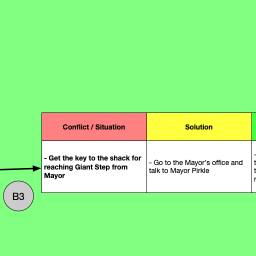 Conflict / Situation
Solution
- Get the key to the shack for
reaching Giant Step from
Mayor
- Go to the Mayor's office and
talk to Mayor Pirkle
B3